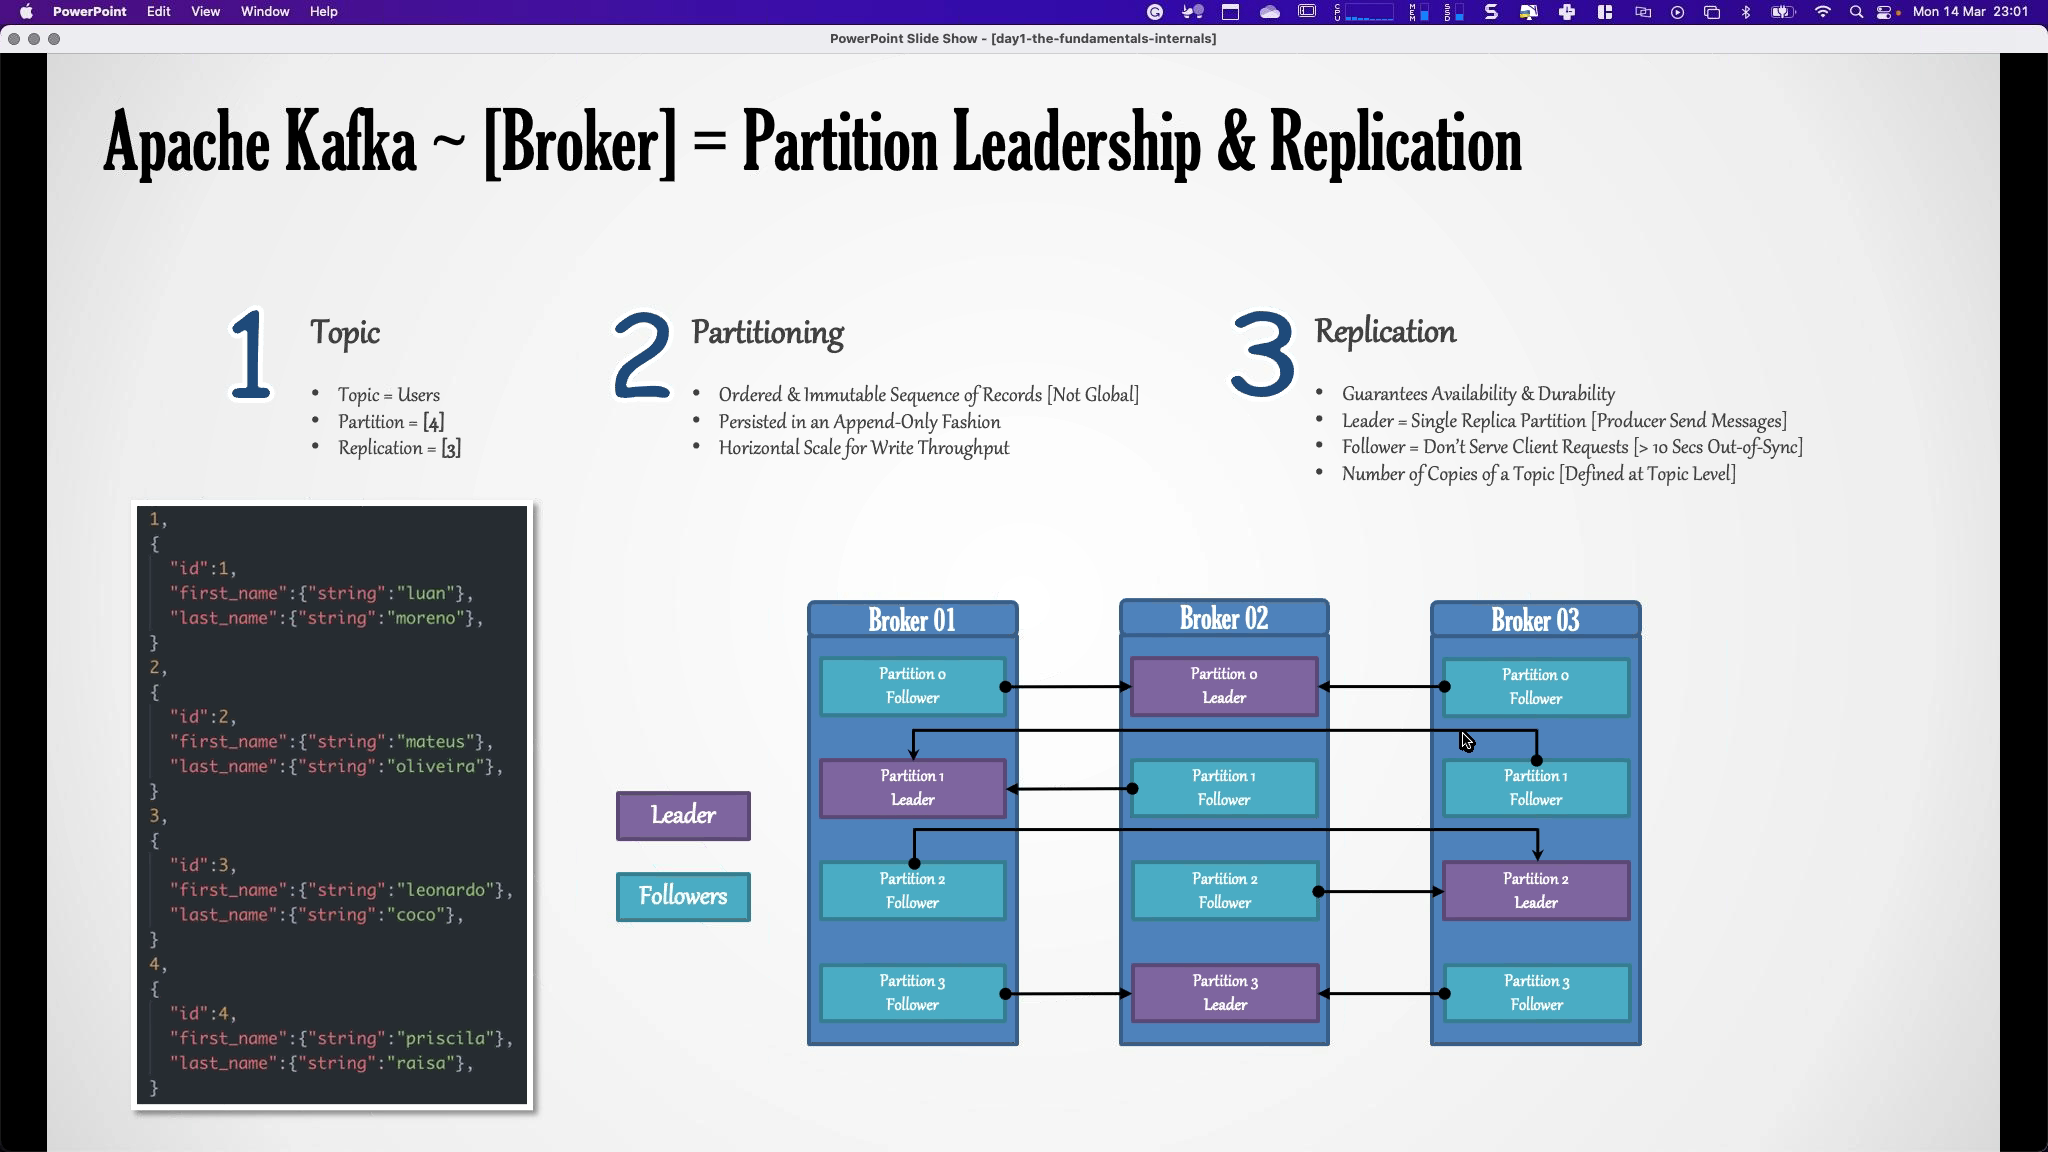 PowerPoint Edit View Window Help
Mon 14 Mar 23:01
PowerPoint Slide Show - [day1-the-fundamentals-internals]
Apache Kafka ~ [Broker] = Partition Leadership & Replication
1
Topic
• Topic = Users
• Partition = [4]
• Replication = [3]
2
Partitioning
• Ordered & Immutable Sequence of Records [Not Global]
• Persisted in an Append-Only Fashion
• Horizontal Scale for Write Throughput
3
Replication
• Guarantees Availability & Durability
• Leader = Single Replica Partition [Producer Send Messages]
• Follower = Don't Serve Client Requests [> 10 Secs Out-of-Sync]
• Number of Copies of a Topic [Defined at Topic Level]
1,
{
"id":1,
"first_name":{"string":"luan"},
"last_name":{"string":"moreno"},
}
2,
{
"id":2,
"first_name":{"string":"mateus"},
"last_name":{"string":"oliveira"},
}
3,
{
"id":3,
"first_name":{"string":"leonardo"},
"last_name":{"string":"coco"},
}
4,
{
"id":4,
"first_name":{"string":"priscila"},
"last_name":{"string":"raisa"},
}
Leader
Followers
Broker 01
Partition 0
Follower
Partition 1
Leader
Partition 2
Follower
Partition 3
Follower
Broker 02
Partition 0
Leader
Partition 1
Follower
Partition 2
Follower
Partition 3
Leader
Broker 03
Partition 0
Follower
Partition 1
Follower
Partition 2
Leader
Partition 3
Follower